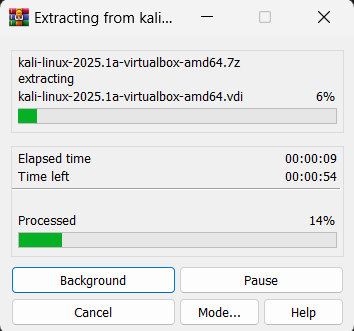 Extracting from kali...
kali-linux-2025.1a-virtualbox-amd64.7z
extracting
kali-linux-2025.1a-virtualbox-amd64.vdi 6%
Elapsed time 00:00:09
Time left 00:00:54
Processed 14%
Background Pause
Cancel Mode... Help